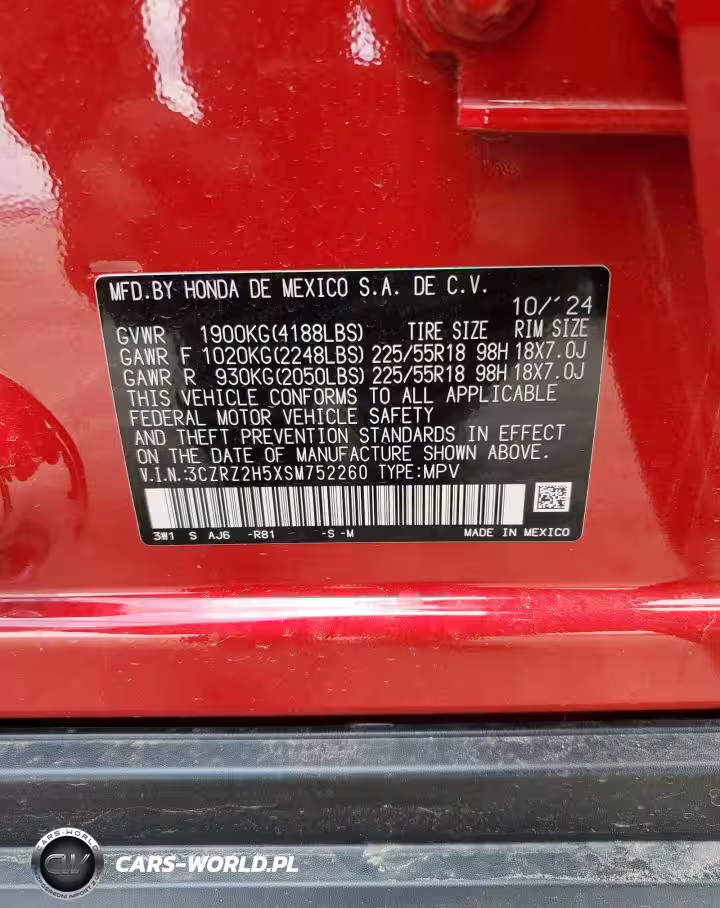 MFD.BY HONDA DE MEXICO S.A. DE C.V.
10/'24
GVWR 1900KG(4188LBS) TIRE SIZE RIM SIZE
GAWR F 1020KG(2248LBS) 225/55R18 98H 18X7.0J
GAWR R 930KG(2050LBS) 225/55R18 98H 18X7.0J
THIS VEHICLE CONFORMS TO ALL APPLICABLE
FEDERAL MOTOR VEHICLE SAFETY
AND THEFT PREVENTION STANDARDS IN EFFECT
ON THE DATE OF MANUFACTURE SHOWN ABOVE.
V.I.N.:3CZRZ2H5XSM752260 TYPE:MPV
3W1 S AJ6 -R81 -S -M MADE IN MEXICO
CARS-WORLD
CW
CARS-WORLD.PL